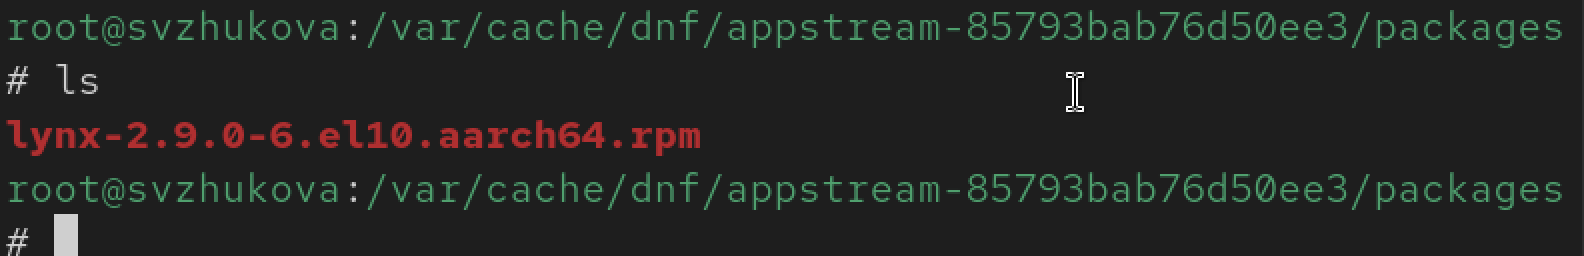 root@svzhukova:/var/cache/dnf/appstream-85793bab76d50ee3/packages
# ls
lynx-2.9.0-6.el10.aarch64.rpm
root@svzhukova:/var/cache/dnf/appstream-85793bab76d50ee3/packages
#